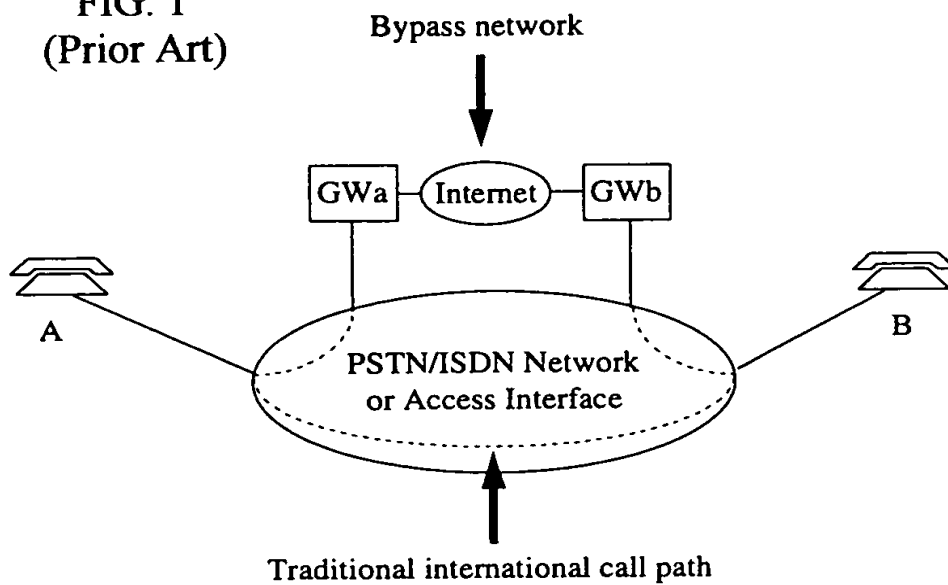 FIG. 1
(Prior Art)
Bypass network
GWa
Internet
GWb
A
B
PSTN/ISDN Network
or Access Interface
Traditional international call path